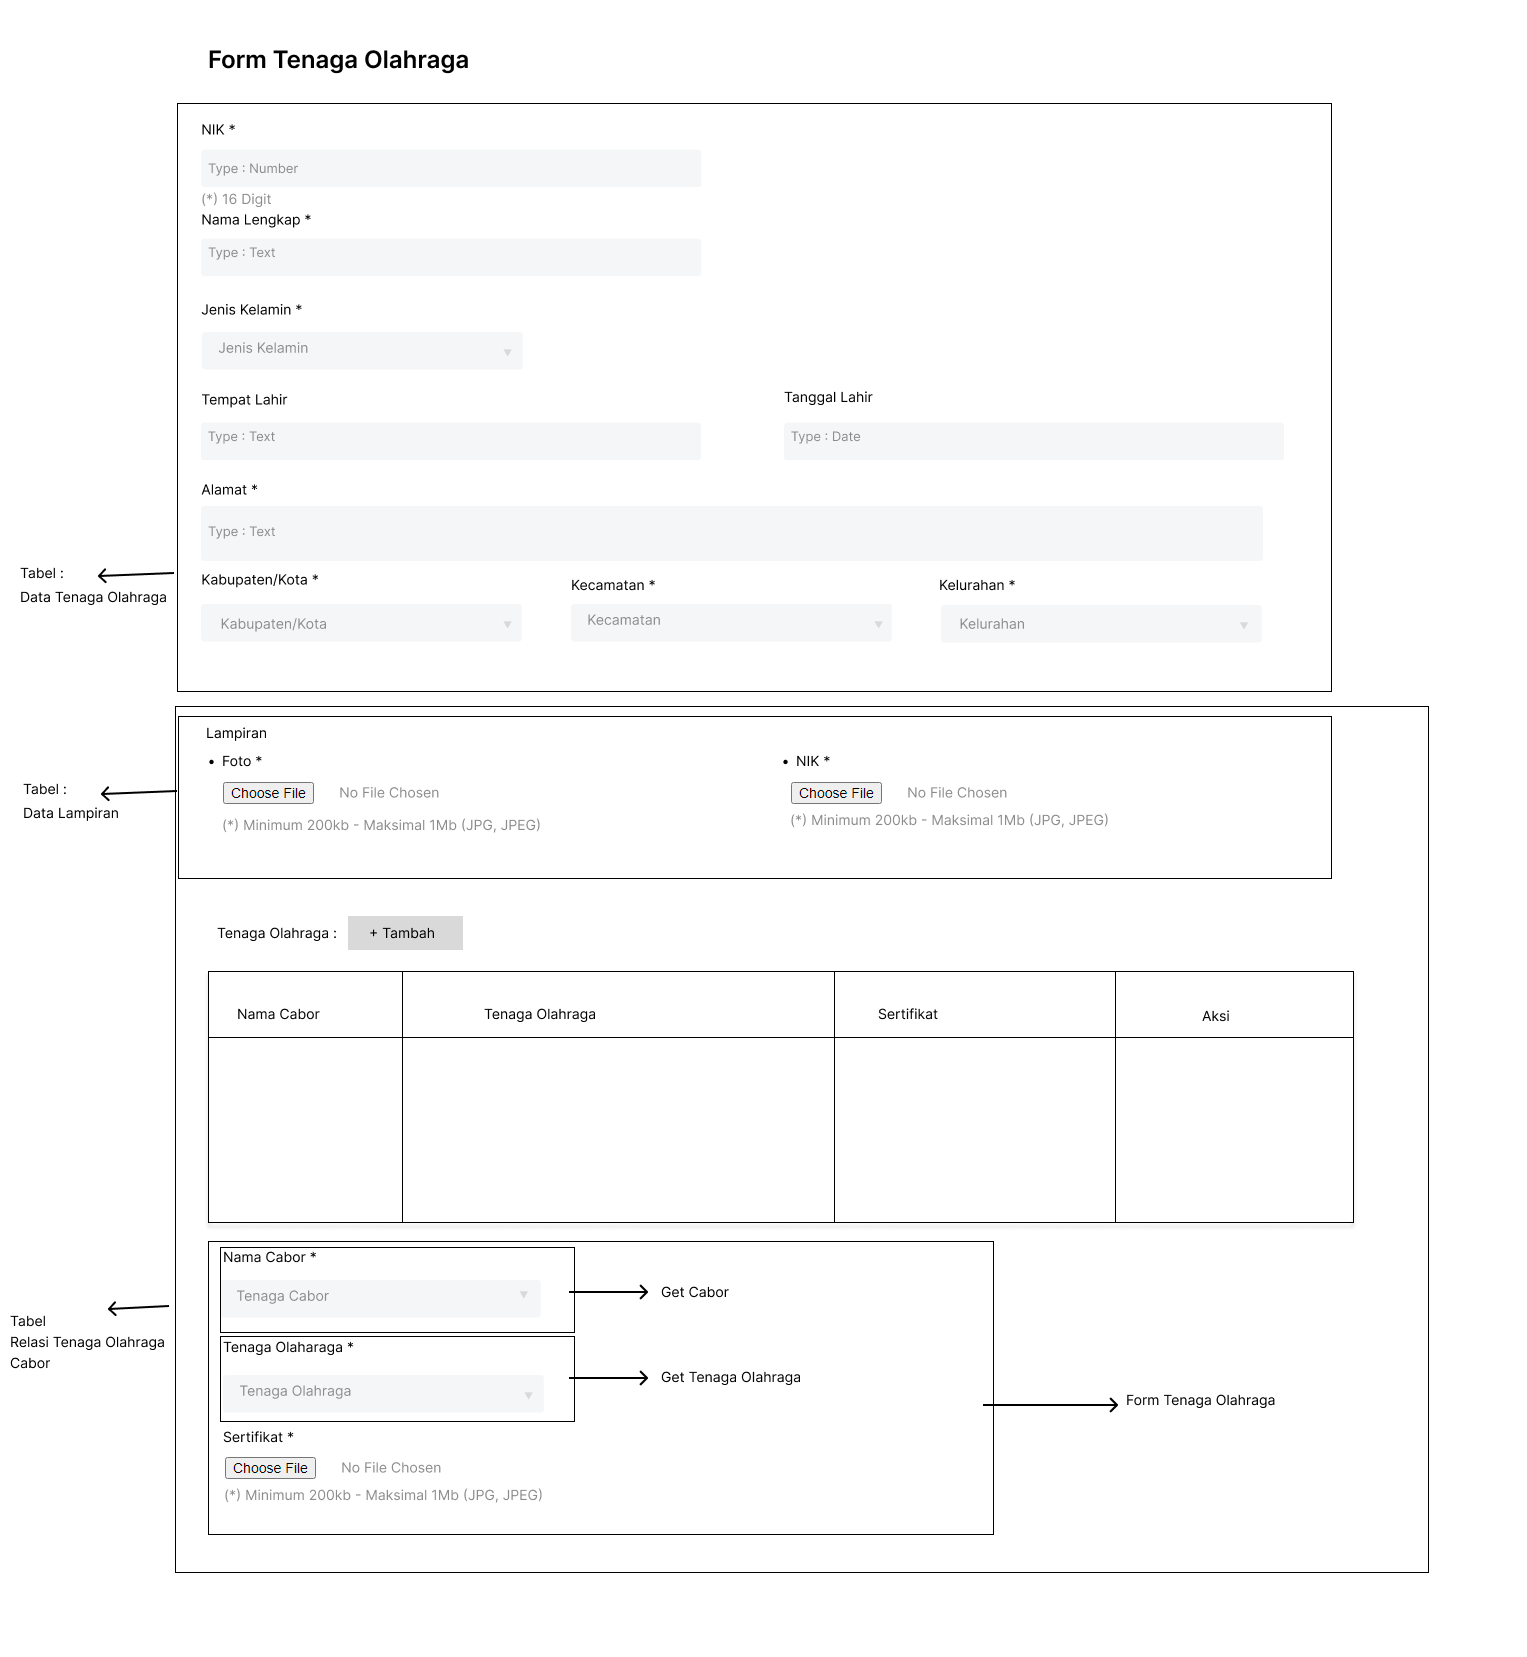 Form Tenaga Olahraga
NIK *
Type : Number
(*) 16 Digit
Nama Lengkap *
Type : Text
Jenis Kelamin *
Jenis Kelamin
Tempat Lahir
Tanggal Lahir
Type : Text
Type : Date
Alamat *
Type : Text
Tabel :
Data Tenaga Olahraga
Kabupaten/Kota *
Kecamatan *
Kelurahan *
Kabupaten/Kota
Kecamatan
Kelurahan
Lampiran
• Foto *
• NIK *
Choose File No File Chosen
Choose File No File Chosen
(*) Minimum 200kb - Maksimal 1Mb (JPG, JPEG)
(*) Minimum 200kb - Maksimal 1Mb (JPG, JPEG)
Tabel :
Data Lampiran
Tenaga Olahraga :
+ Tambah
Nama Cabor
Tenaga Olahraga
Sertifikat
Aksi
Nama Cabor *
Tenaga Cabor
Get Cabor
Tabel
Relasi Tenaga Olahraga
Cabor
Tenaga Olaharaga *
Tenaga Olahraga
Get Tenaga Olahraga
Form Tenaga Olahraga
Sertifikat *
Choose File No File Chosen
(*) Minimum 200kb - Maksimal 1Mb (JPG, JPEG)